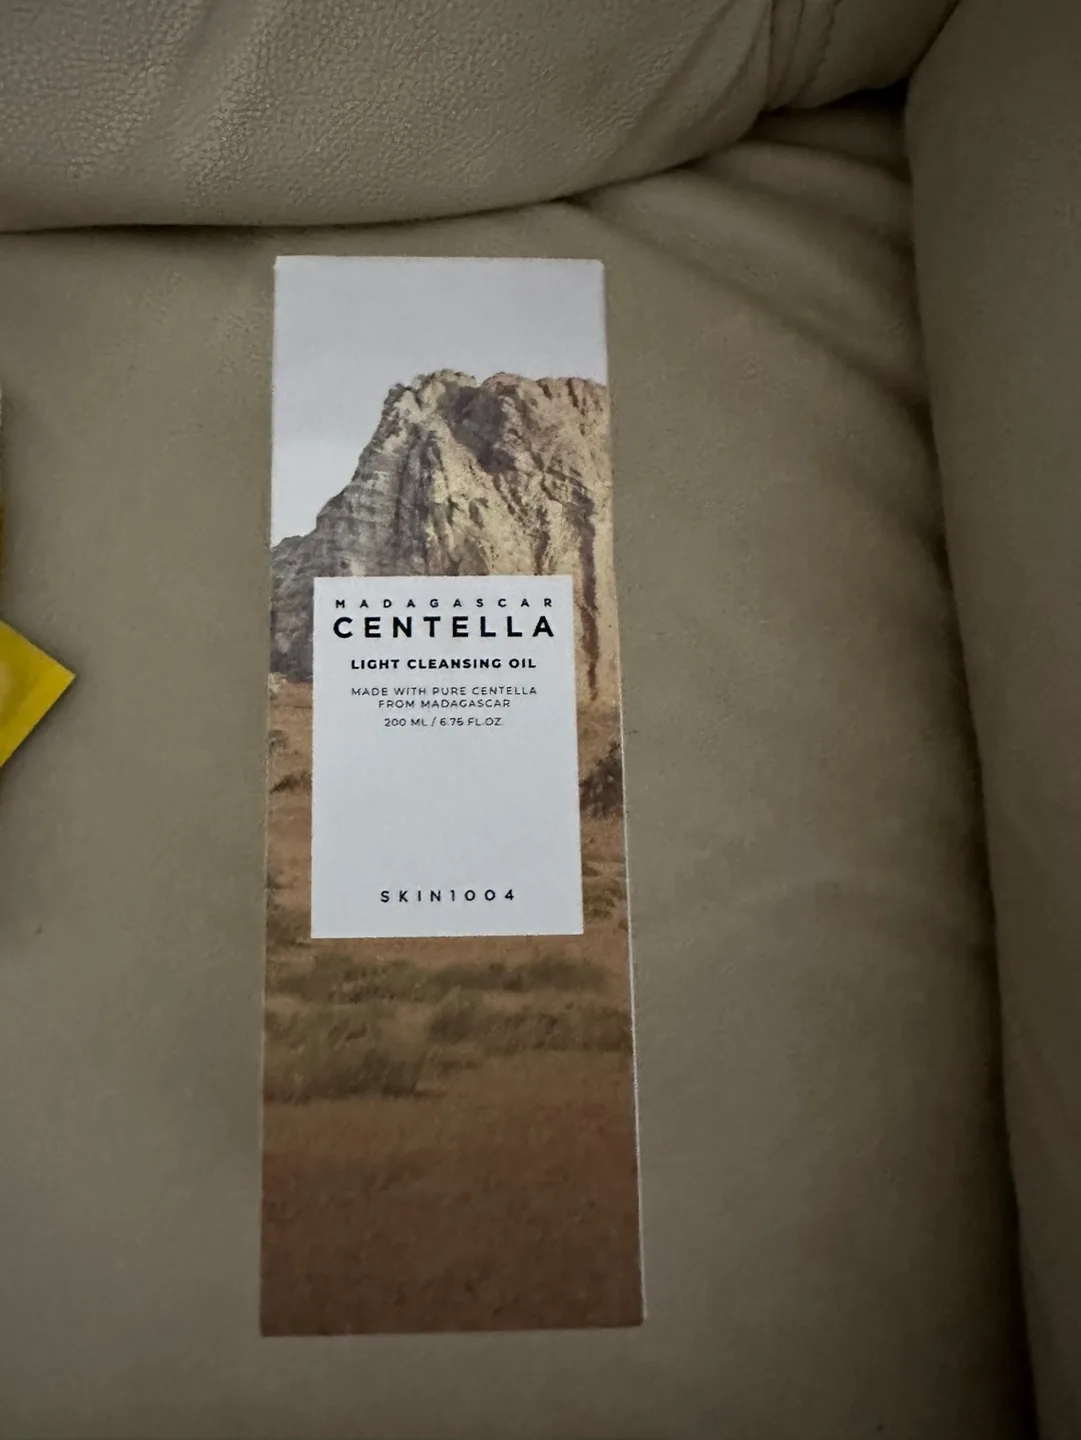 MADAGASCAR
CENTELLA
LIGHT CLEANSING OIL
MADE WITH PURE CENTELLA
FROM MADAGASCAR
200 ML / 6.76 FL.OZ.
SKIN1004